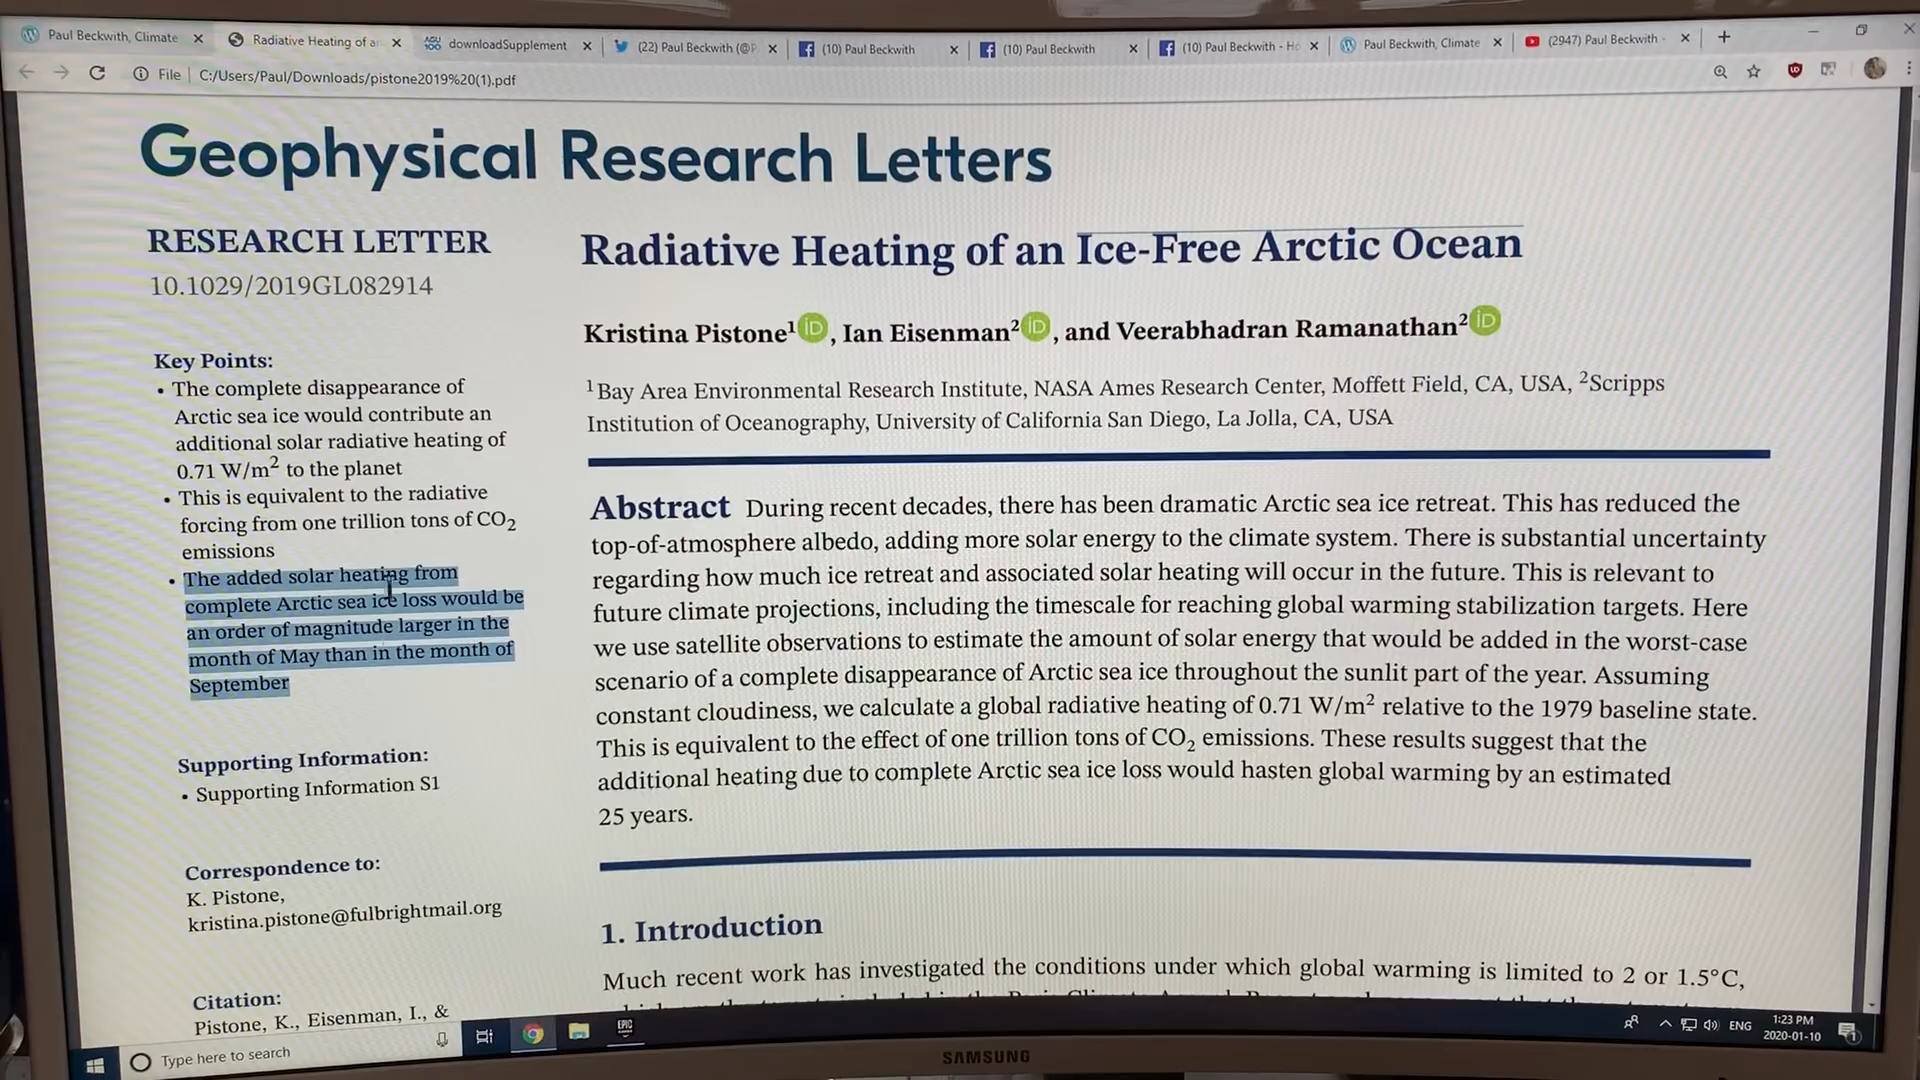 Paul Beckwith, Climate
Radiative Heating of a
downloadSupplement
(22) Paul Beckwith (@P
(10) Paul Beckwith
(10) Paul Beckwith
(10) Paul Beckwith - Ho
Paul Beckwith, Climate
(2947) Paul Beckwith -
File | C:/Users/Paul/Downloads/pistone2019%20(1).pdf
Geophysical Research Letters
RESEARCH LETTER
10.1029/2019GL082914
Key Points:
• The complete disappearance of
Arctic sea ice would contribute an
additional solar radiative heating of
0.71 W/m² to the planet
• This is equivalent to the radiative
forcing from one trillion tons of CO₂
emissions
• The added solar heating from
complete Arctic sea ice loss would be
an order of magnitude larger in the
month of May than in the month of
September
Supporting Information:
• Supporting Information S1
Correspondence to:
K. Pistone,
kristina.pistone@fulbrightmail.org
Citation:
Pistone, K., Eisenman, I., &
Radiative Heating of an Ice-Free Arctic Ocean
Kristina Pistone¹ iD, Ian Eisenman² iD, and Veerabhadran Ramanathan² iD
¹Bay Area Environmental Research Institute, NASA Ames Research Center, Moffett Field, CA, USA, ²Scripps
Institution of Oceanography, University of California San Diego, La Jolla, CA, USA
Abstract During recent decades, there has been dramatic Arctic sea ice retreat. This has reduced the
top-of-atmosphere albedo, adding more solar energy to the climate system. There is substantial uncertainty
regarding how much ice retreat and associated solar heating will occur in the future. This is relevant to
future climate projections, including the timescale for reaching global warming stabilization targets. Here
we use satellite observations to estimate the amount of solar energy that would be added in the worst-case
scenario of a complete disappearance of Arctic sea ice throughout the sunlit part of the year. Assuming
constant cloudiness, we calculate a global radiative heating of 0.71 W/m² relative to the 1979 baseline state.
This is equivalent to the effect of one trillion tons of CO₂ emissions. These results suggest that the
additional heating due to complete Arctic sea ice loss would hasten global warming by an estimated
25 years.
1. Introduction
Much recent work has investigated the conditions under which global warming is limited to 2 or 1.5°C,
Type here to search
EPIC
ENG
1:23 PM
2020-01-10
SAMSUNG